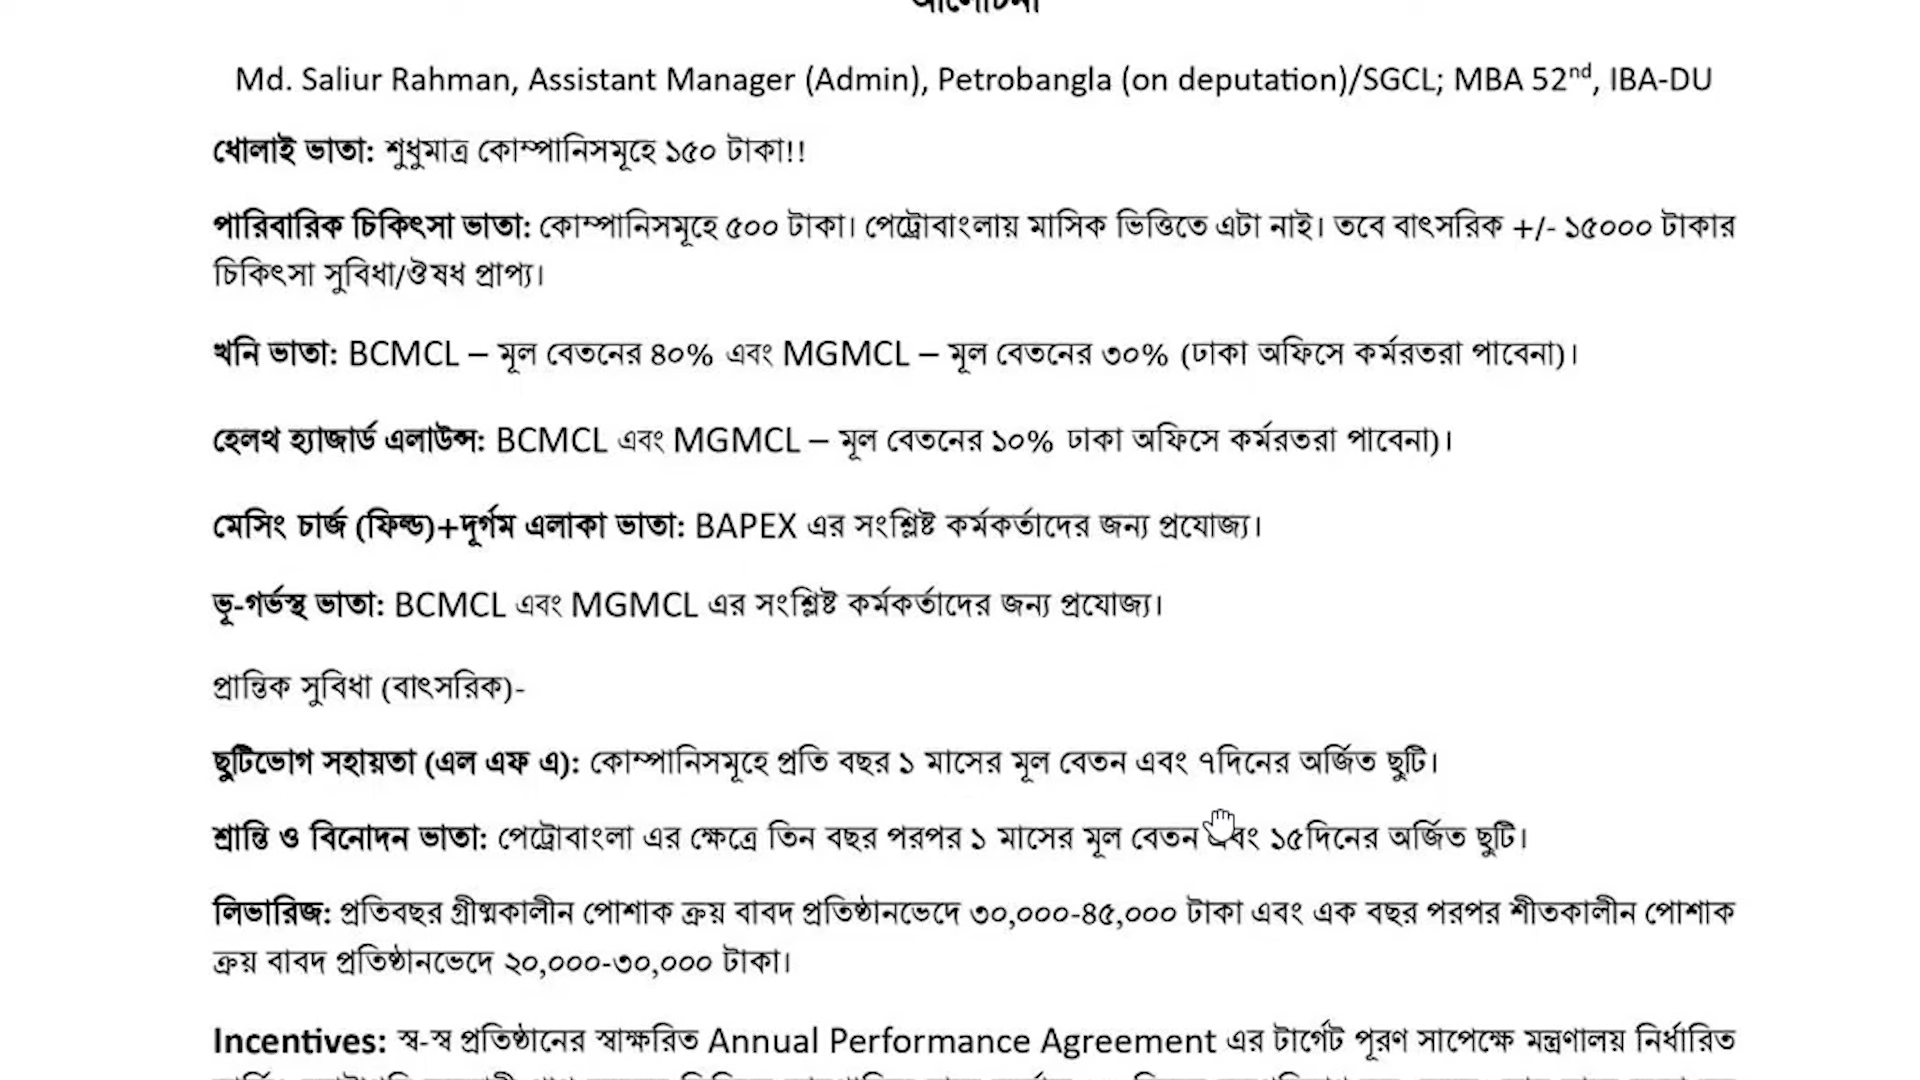 আলোচনা
Md. Saliur Rahman, Assistant Manager (Admin), Petrobangla (on deputation)/SGCL; MBA 52nd, IBA-DU
ধোলাই ভাতা: শুধুমাত্র কোম্পানিসমূহে ১৫০ টাকা!!
পারিবারিক চিকিৎসা ভাতা: কোম্পানিসমূহে ৫০০ টাকা। পেট্রোবাংলায় মাসিক ভিত্তিতে এটা নাই। তবে বাৎসরিক +/- ১৫০০০ টাকার
চিকিৎসা সুবিধা/ঔষধ প্রাপ্য।
খনি ভাতা: BCMCL – মূল বেতনের ৪০% এবং MGMCL – মূল বেতনের ৩০% (ঢাকা অফিসে কর্মরতরা পাবেনা)।
হেলথ হ্যাজার্ড এলাউন্স: BCMCL এবং MGMCL – মূল বেতনের ১০% ঢাকা অফিসে কর্মরতরা পাবেনা)।
মেসিং চার্জ (ফিল্ড)+দূর্গম এলাকা ভাতা: BAPEX এর সংশ্লিষ্ট কর্মকর্তাদের জন্য প্রযোজ্য।
ভূ-গর্ভস্থ ভাতা: BCMCL এবং MGMCL এর সংশ্লিষ্ট কর্মকর্তাদের জন্য প্রযোজ্য।
প্রান্তিক সুবিধা (বাৎসরিক)-
ছুটিভোগ সহায়তা (এল এফ এ): কোম্পানিসমূহে প্রতি বছর ১ মাসের মূল বেতন এবং ৭দিনের অর্জিত ছুটি।
শ্রান্তি ও বিনোদন ভাতা: পেট্রোবাংলা এর ক্ষেত্রে তিন বছর পরপর ১ মাসের মূল বেতন এবং ১৫দিনের অর্জিত ছুটি।
লিভারিজ: প্রতিবছর গ্রীষ্মকালীন পোশাক ক্রয় বাবদ প্রতিষ্ঠানভেদে ৩০,০০০-৪৫,০০০ টাকা এবং এক বছর পরপর শীতকালীন পোশাক
ক্রয় বাবদ প্রতিষ্ঠানভেদে ২০,০০০-৩০,০০০ টাকা।
Incentives: স্ব-স্ব প্রতিষ্ঠানের স্বাক্ষরিত Annual Performance Agreement এর টার্গেট পূরণ সাপেক্ষে মন্ত্রণালয় নির্ধারিত